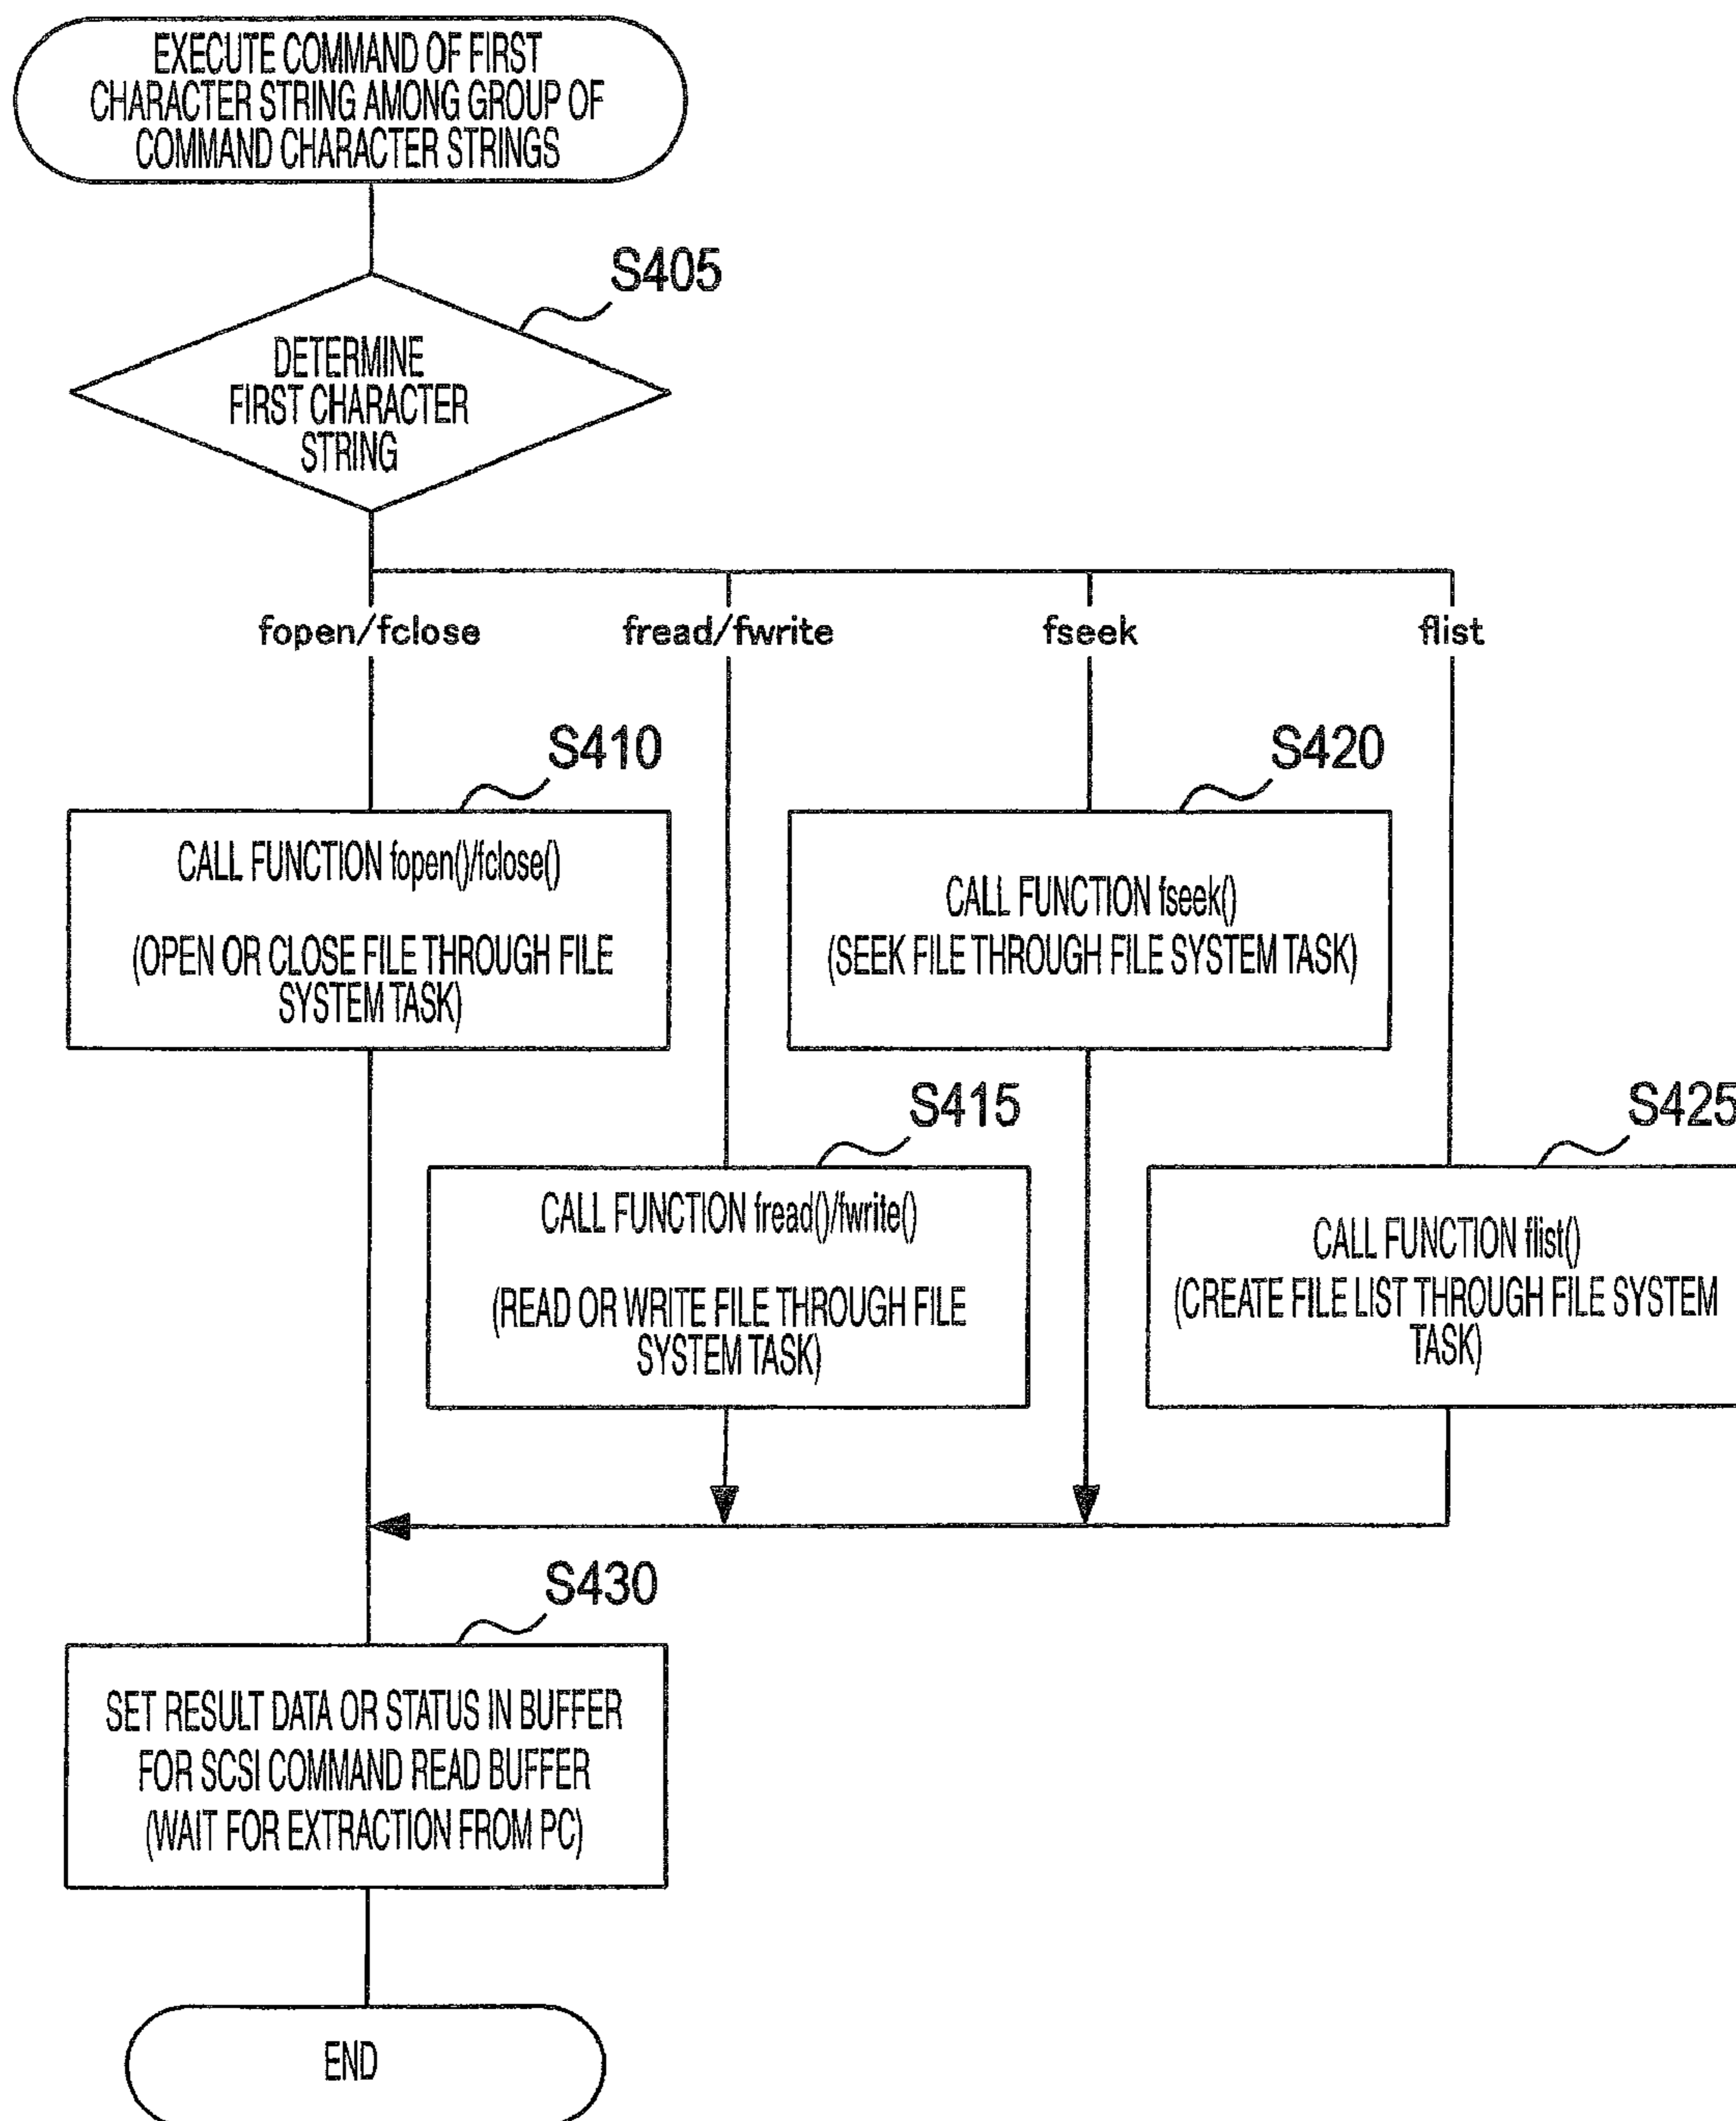 EXECUTE COMMAND OF FIRST
CHARACTER STRING AMONG GROUP OF
COMMAND CHARACTER STRINGS
S405
DETERMINE
FIRST CHARACTER
STRING
fopen/fclose
fread/fwrite
fseek
flist
S410
S420
CALL FUNCTION fopen()/fclose()
(OPEN OR CLOSE FILE THROUGH FILE
SYSTEM TASK)
CALL FUNCTION fseek()
(SEEK FILE THROUGH FILE SYSTEM TASK)
S415
S425
CALL FUNCTION fread()/fwrite()
(READ OR WRITE FILE THROUGH FILE
SYSTEM TASK)
CALL FUNCTION flist()
(CREATE FILE LIST THROUGH FILE SYSTEM
TASK)
S430
SET RESULT DATA OR STATUS IN BUFFER
FOR SCSI COMMAND READ BUFFER
(WAIT FOR EXTRACTION FROM PC)
END